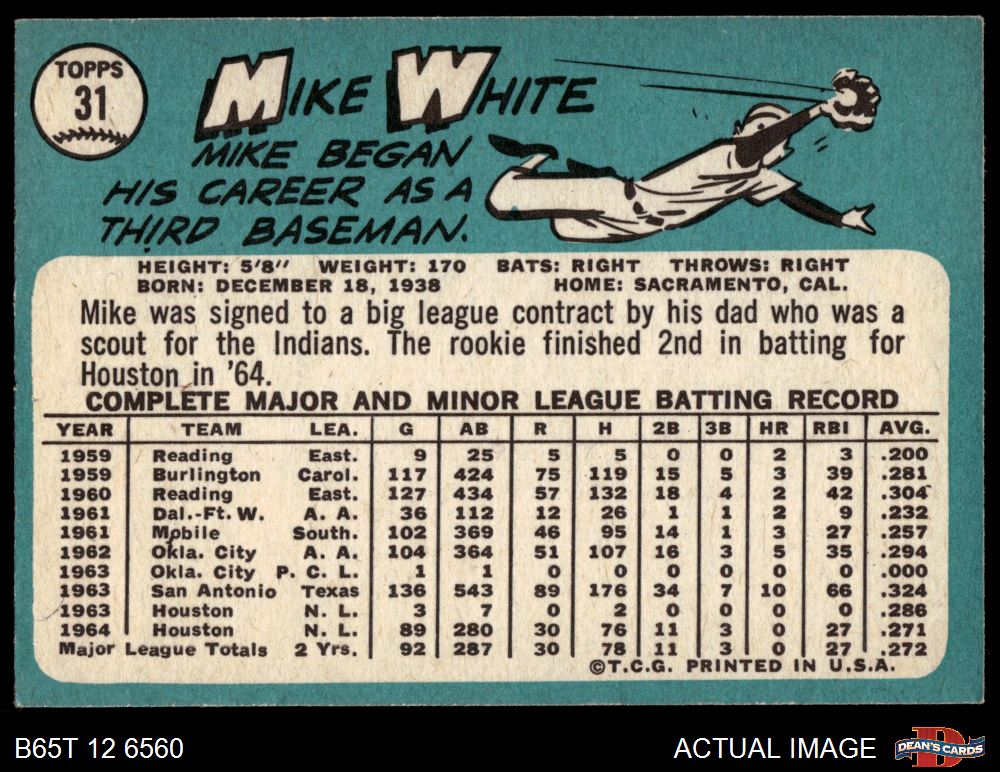 TOPPS
31
MIKE WHITE
MIKE BEGAN
HIS CAREER AS A
THIRD BASEMAN.
HEIGHT: 5'8" WEIGHT: 170 BATS: RIGHT THROWS: RIGHT
BORN: DECEMBER 18, 1938 HOME: SACRAMENTO, CAL.
Mike was signed to a big league contract by his dad who was a
scout for the Indians. The rookie finished 2nd in batting for
Houston in '64.
COMPLETE MAJOR AND MINOR LEAGUE BATTING RECORD
YEAR TEAM LEA. G AB R H 2B 3B HR RBI AVG.
1959 Reading East. 9 25 5 5 0 0 2 3 .200
1959 Burlington Carol. 117 424 75 119 15 5 3 39 .281
1960 Reading East. 127 434 57 132 18 4 2 42 .304
1961 Dal.-Ft. W. A. A. 36 112 12 26 1 1 2 9 .232
1961 Mobile South. 102 369 46 95 14 1 3 27 .257
1962 Okla. City A. A. 104 364 51 107 16 3 5 35 .294
1963 Okla. City P. C. L. 1 1 0 0 0 0 0 0 .000
1963 San Antonio Texas 136 543 89 176 34 7 10 66 .324
1963 Houston N. L. 3 7 0 2 0 0 0 0 .286
1964 Houston N. L. 89 280 30 76 11 3 0 27 .271
Major League Totals 2 Yrs. 92 287 30 78 11 3 0 27 .272
©T.C.G. PRINTED IN U.S.A.
B65T 12 6560 ACTUAL IMAGE
D
DEAN'S CARDS